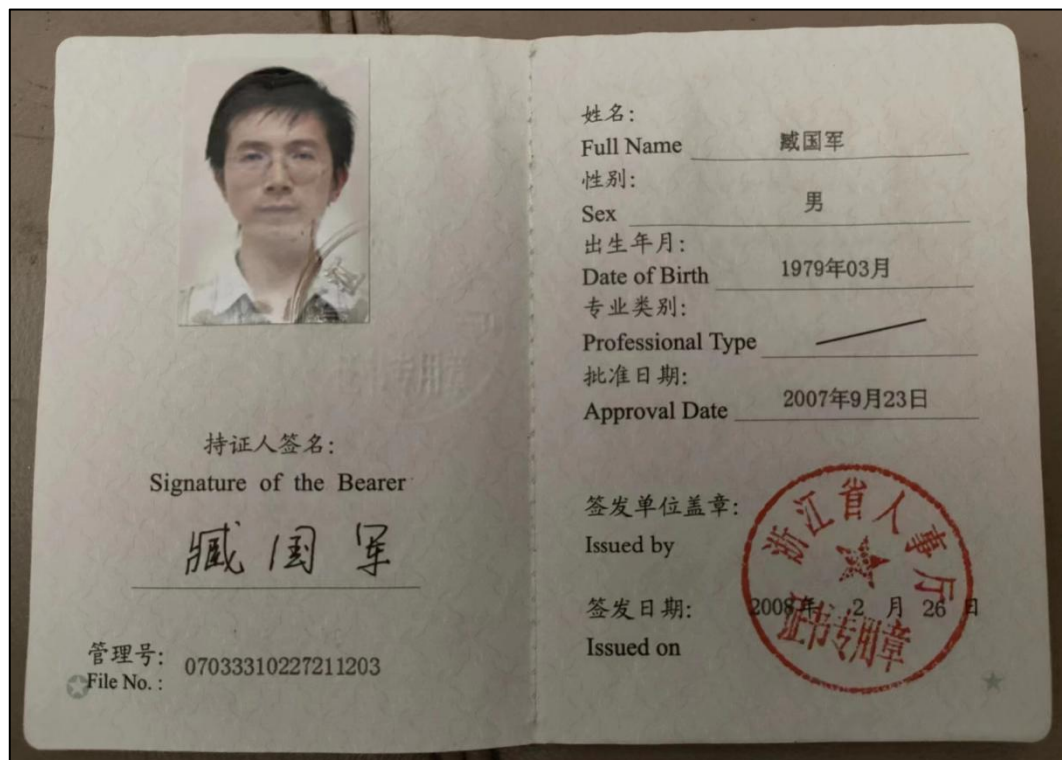 持证人签名:
Signature of the Bearer
臧国军
管理号:
File No. : 07033310227211203
姓名:
Full Name 臧国军
性别:
Sex 男
出生年月:
Date of Birth 1979年03月
专业类别:
Professional Type
批准日期:
Approval Date 2007年9月23日
签发单位盖章:
Issued by
浙江省人事厅
证书专用章
签发日期: 2008年 2 月 26 日
Issued on